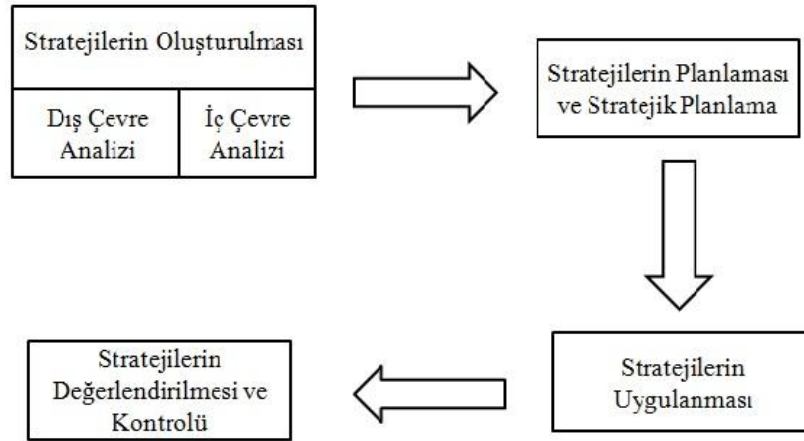 Stratejilerin Oluşturulması
Dış Çevre
Analizi
İç Çevre
Analizi
Stratejilerin Planlaması
ve Stratejik Planlama
Stratejilerin
Uygulanması
Stratejilerin
Değerlendirilmesi ve
Kontrolü